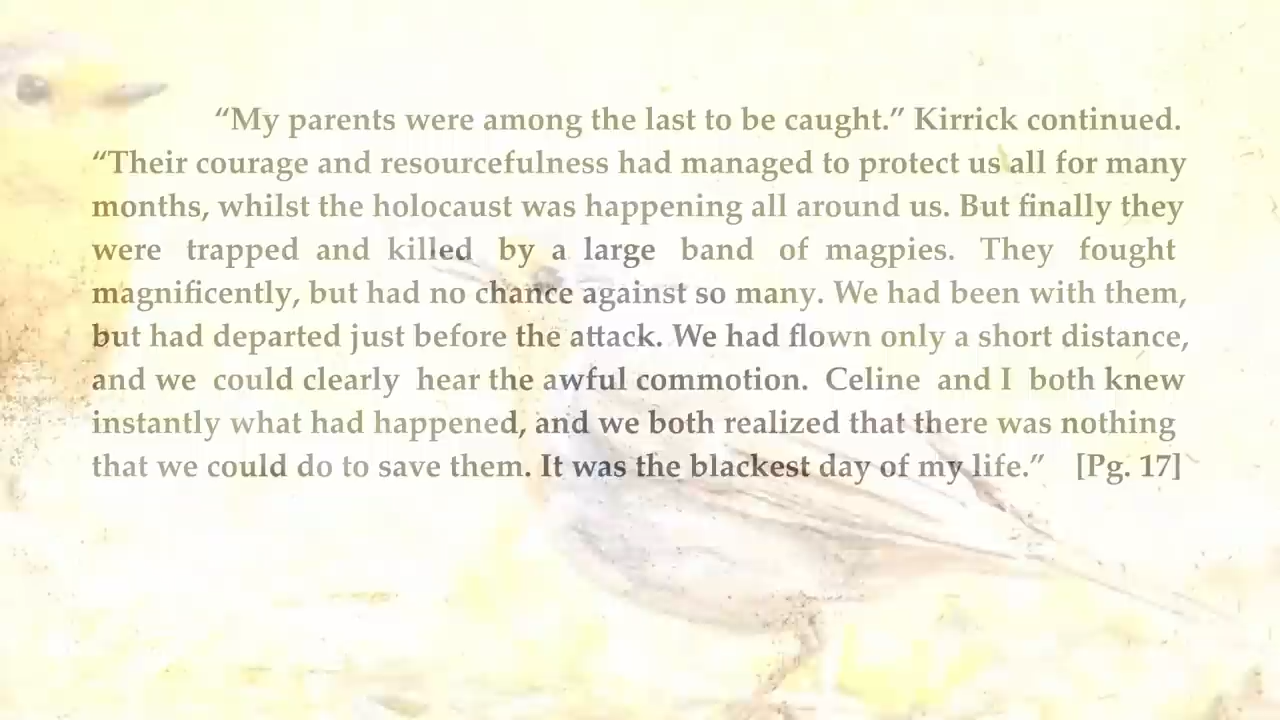 “My parents were among the last to be caught.” Kirrick continued.
“Their courage and resourcefulness had managed to protect us all for many
months, whilst the holocaust was happening all around us. But finally they
were trapped and killed by a large band of magpies. They fought
magnificently, but had no chance against so many. We had been with them,
but had departed just before the attack. We had flown only a short distance,
and we could clearly hear the awful commotion. Celine and I both knew
instantly what had happened, and we both realized that there was nothing
that we could do to save them. It was the blackest day of my life.” [Pg. 17]